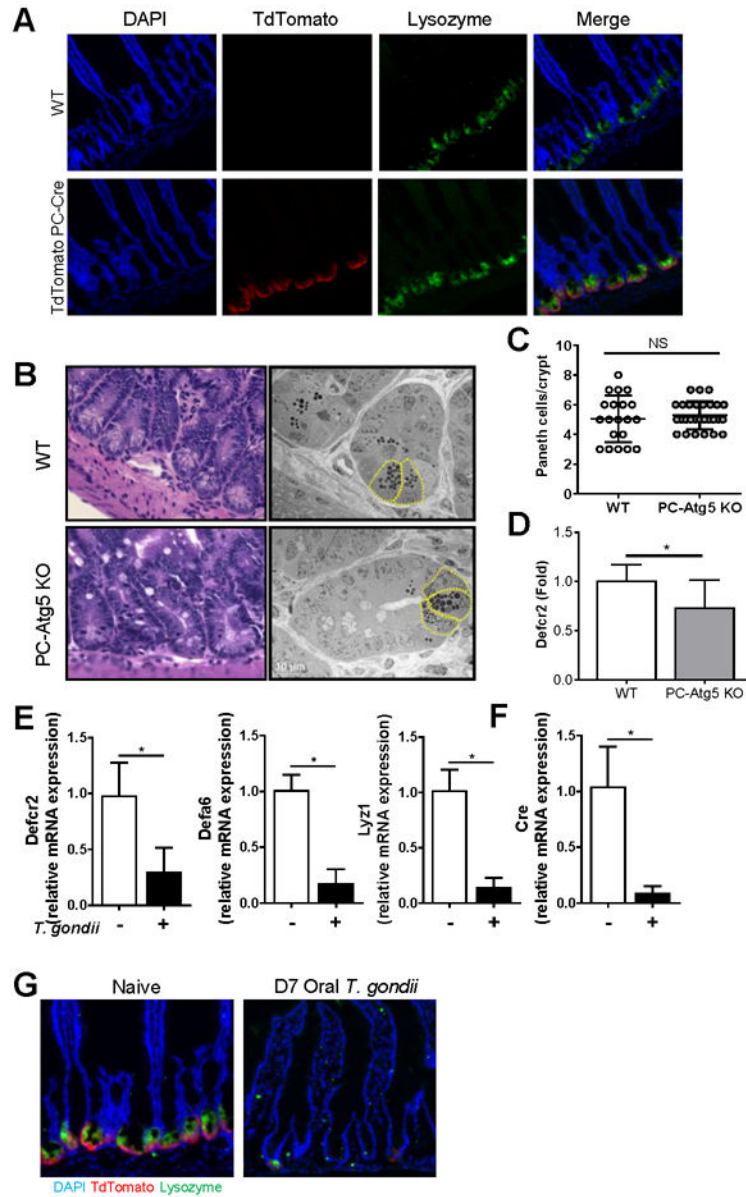 A
DAPI TdTomato Lysozyme Merge
WT
TdTomato PC-Cre
B
WT
PC-Atg5 KO
10 μm
C
NS
Paneth cells/crypt
10
8
6
4
2
0
WT PC-Atg5 KO
D
*
Defcr2 (Fold)
1.5
1.0
0.5
0.0
WT PC-Atg5 KO
E
Defcr2
(relative mRNA expression)
1.5
1.0
0.5
0.0
*
- +
T. gondii
Defa6
(relative mRNA expression)
1.5
1.0
0.5
0.0
*
- +
Lyz1
(relative mRNA expression)
1.5
1.0
0.5
0.0
*
- +
F
Cre
(relative mRNA expression)
1.5
1.0
0.5
0.0
*
- +
G
Naive D7 Oral T. gondii
DAPI TdTomato Lysozyme